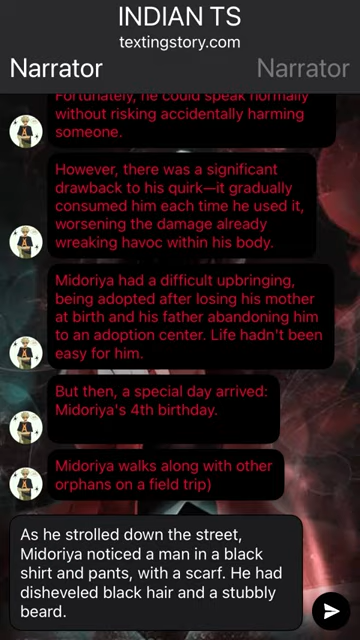 INDIAN TS
textingstory.com
Narrator
Narrator
Fortunately, he could speak normally
without risking accidentally harming
someone.
However, there was a significant
drawback to his quirk—it gradually
consumed him each time he used it,
worsening the damage already
wreaking havoc within his body.
Midoriya had a difficult upbringing,
being adopted after losing his mother
at birth and his father abandoning him
to an adoption center. Life hadn't been
easy for him.
But then, a special day arrived:
Midoriya's 4th birthday.
Midoriya walks along with other
orphans on a field trip)
As he strolled down the street,
Midoriya noticed a man in a black
shirt and pants, with a scarf. He had
disheveled black hair and a stubbly
beard.